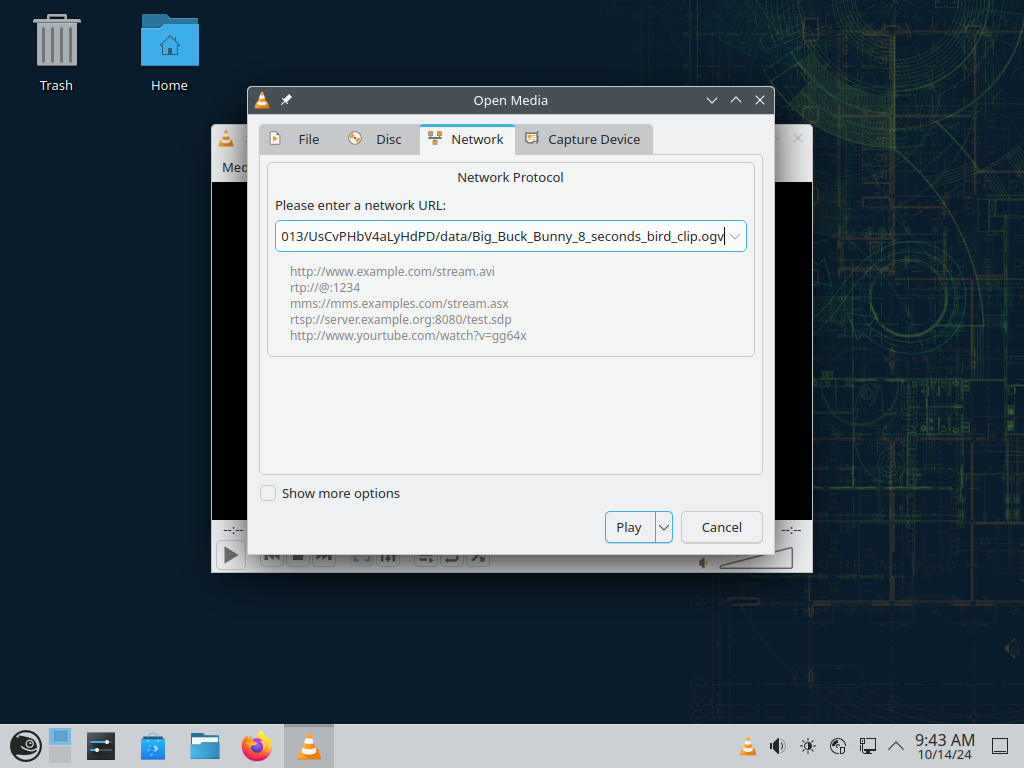 Trash
Home
Open Media
File
Disc
Network
Capture Device
Med
Network Protocol
Please enter a network URL:
013/UsCvPHbV4aLyHdPD/data/Big_Buck_Bunny_8_seconds_bird_clip.ogv
http://www.example.com/stream.avi
rtp://@:1234
mms://mms.examples.com/stream.asx
rtsp://server.example.org:8080/test.sdp
http://www.yourtube.com/watch?v=gg64x
Show more options
Play
Cancel
--:--
--:--
9:43 AM
10/14/24